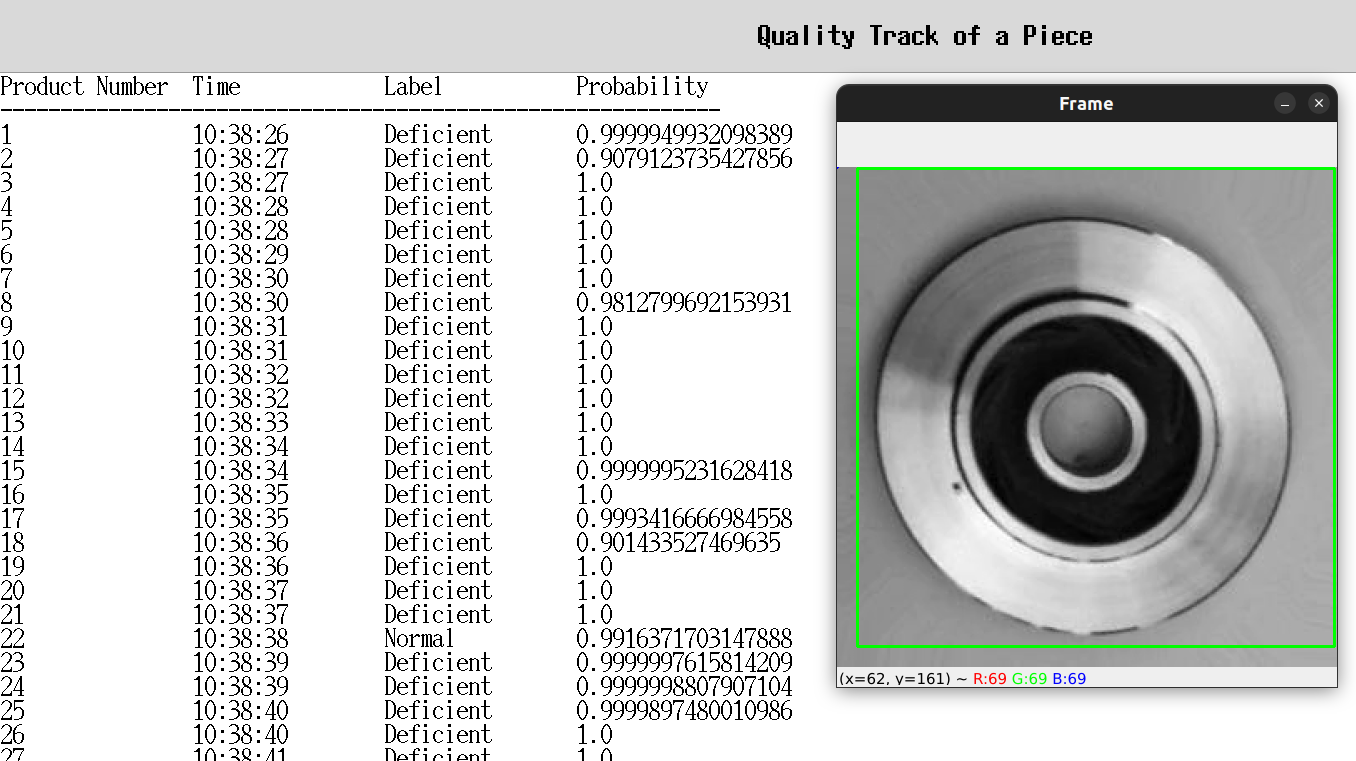 Quality Track of a Piece
Product Number Time Label Probability
------------------------------------------------------------
1 10:38:26 Deficient 0.9999949932098389
2 10:38:27 Deficient 0.9079123735427856
3 10:38:27 Deficient 1.0
4 10:38:28 Deficient 1.0
5 10:38:28 Deficient 1.0
6 10:38:29 Deficient 1.0
7 10:38:30 Deficient 1.0
8 10:38:30 Deficient 0.9812799692153931
9 10:38:31 Deficient 1.0
10 10:38:31 Deficient 1.0
11 10:38:32 Deficient 1.0
12 10:38:32 Deficient 1.0
13 10:38:33 Deficient 1.0
14 10:38:34 Deficient 1.0
15 10:38:34 Deficient 0.9999995231628418
16 10:38:35 Deficient 1.0
17 10:38:35 Deficient 0.9993416666984558
18 10:38:36 Deficient 0.901433527469635
19 10:38:36 Deficient 1.0
20 10:38:37 Deficient 1.0
21 10:38:37 Deficient 1.0
22 10:38:38 Normal 0.9916371703147888
23 10:38:39 Deficient 0.9999997615814209
24 10:38:39 Deficient 0.9999998807907104
25 10:38:40 Deficient 0.9999897480010986
26 10:38:40 Deficient 1.0
27 10:38:41 Deficient 1.0
Frame
(x=62, y=161) ~ R:69 G:69 B:69